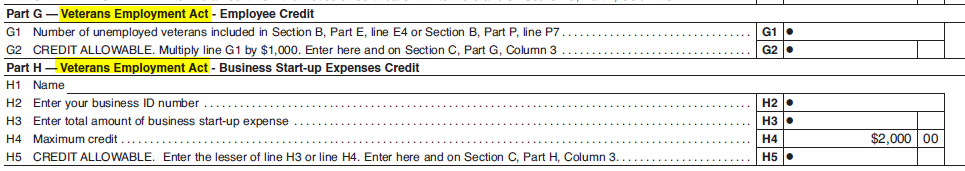 Part G — Veterans Employment Act - Employee Credit
G1 Number of unemployed veterans included in Section B, Part E, line E4 or Section B, Part P, line P7 . . . . . . . . . . . . . . . . . . . . . . . . . . . . . . G1 ●
G2 CREDIT ALLOWABLE. Multiply line G1 by $1,000. Enter here and on Section C, Part G, Column 3 . . . . . . . . . . . . . . . . . . . . . . . . . . . . . . G2 ●
Part H — Veterans Employment Act - Business Start-up Expenses Credit
H1 Name
H2 Enter your business ID number . . . . . . . . . . . . . . . . . . . . . . . . . . . . . . H2 ●
H3 Enter total amount of business start-up expense . . . . . . . . . . . . . . . . . . . . . . . . . . . . . . H3 ●
H4 Maximum credit . . . . . . . . . . . . . . . . . . . . . . . . . . . . . . H4 $2,000 00
H5 CREDIT ALLOWABLE. Enter the lesser of line H3 or line H4. Enter here and on Section C, Part H, Column 3. . . . . . . . . . . . . . . . . . . . . . . . H5 ●